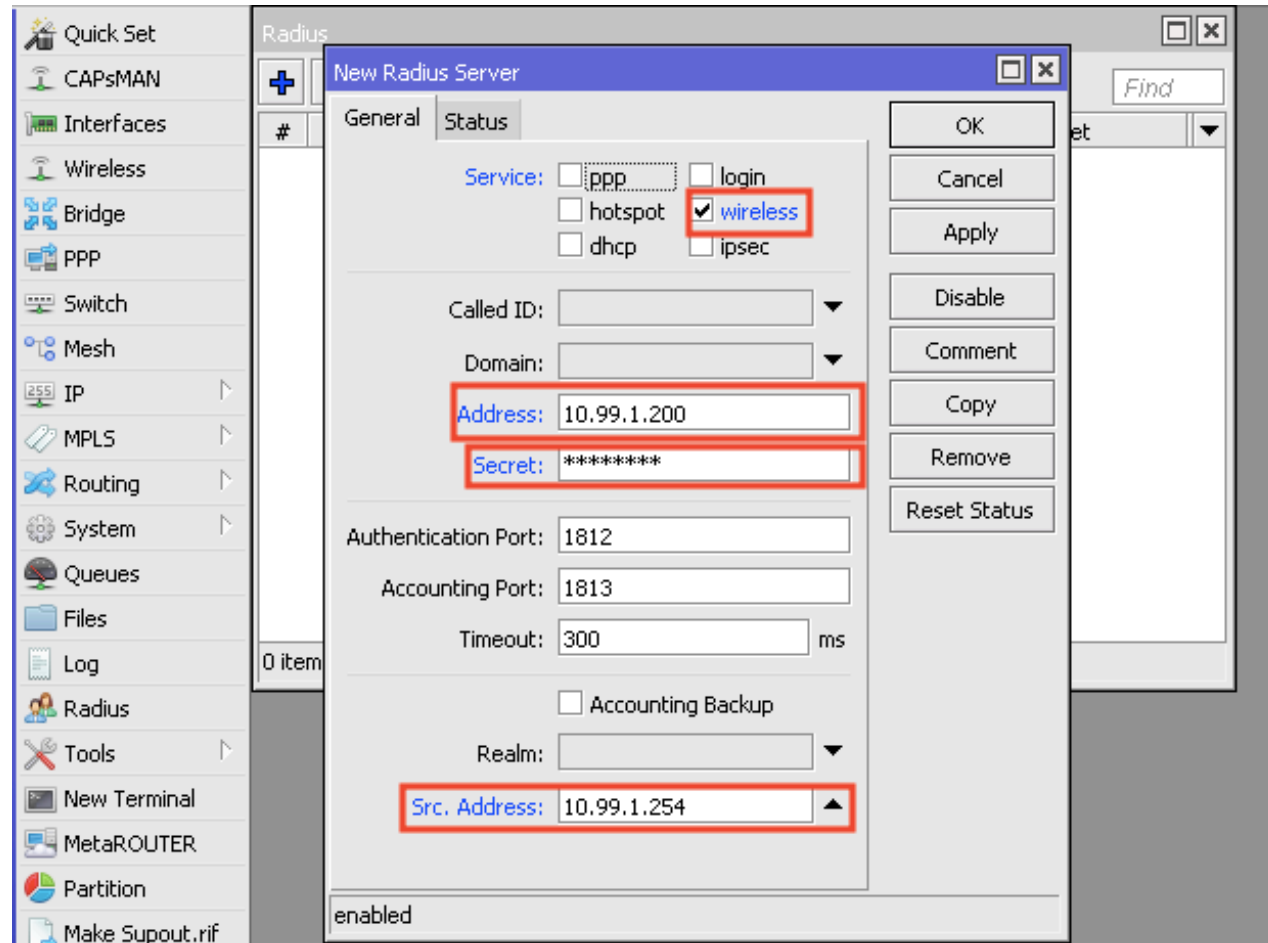 Quick Set
CAPsMAN
Interfaces
Wireless
Bridge
PPP
Switch
Mesh
255 IP
MPLS
Routing
System
Queues
Files
Log
Radius
Tools
New Terminal
MetaROUTER
Partition
Make Supout.rif
Radius
Find
#
et
0 item
New Radius Server
General Status
Service: ppp login
hotspot wireless
dhcp ipsec
Called ID:
Domain:
Address: 10.99.1.200
Secret: ********
Authentication Port: 1812
Accounting Port: 1813
Timeout: 300 ms
Accounting Backup
Realm:
Src. Address: 10.99.1.254
enabled
OK
Cancel
Apply
Disable
Comment
Copy
Remove
Reset Status